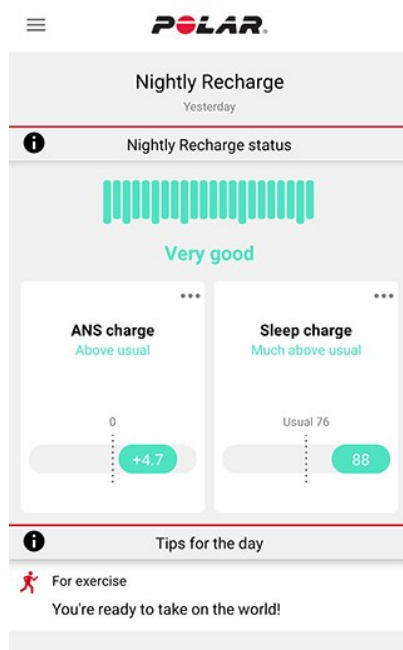 POLAR.
Nightly Recharge
Yesterday
Nightly Recharge status
Very good
ANS charge
Above usual
0
+4.7
Sleep charge
Much above usual
Usual 76
88
Tips for the day
For exercise
You're ready to take on the world!